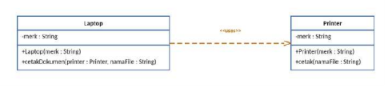 Laptop
-merk : String
+Laptop(merk : String)
+cetakDokumen(printer : Printer, namaFile : String)
Printer
-merk : String
+Printer(merk : String)
+cetak(namaFile : String)